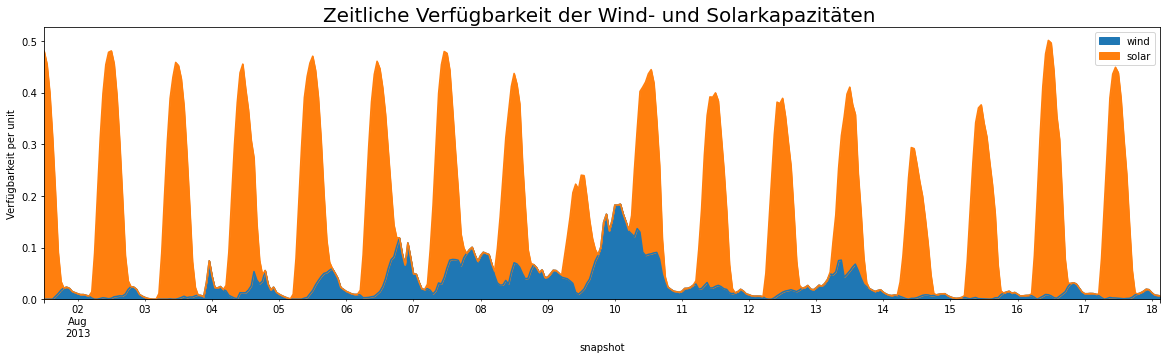 Zeitliche Verfügbarkeit der Wind- und Solarkapazitäten
wind
solar
Verfügbarkeit per unit
0.5
0.4
0.3
0.2
0.1
0.0
02 03 04 05 06 07 08 09 10 11 12 13 14 15 16 17 18
Aug
2013
snapshot